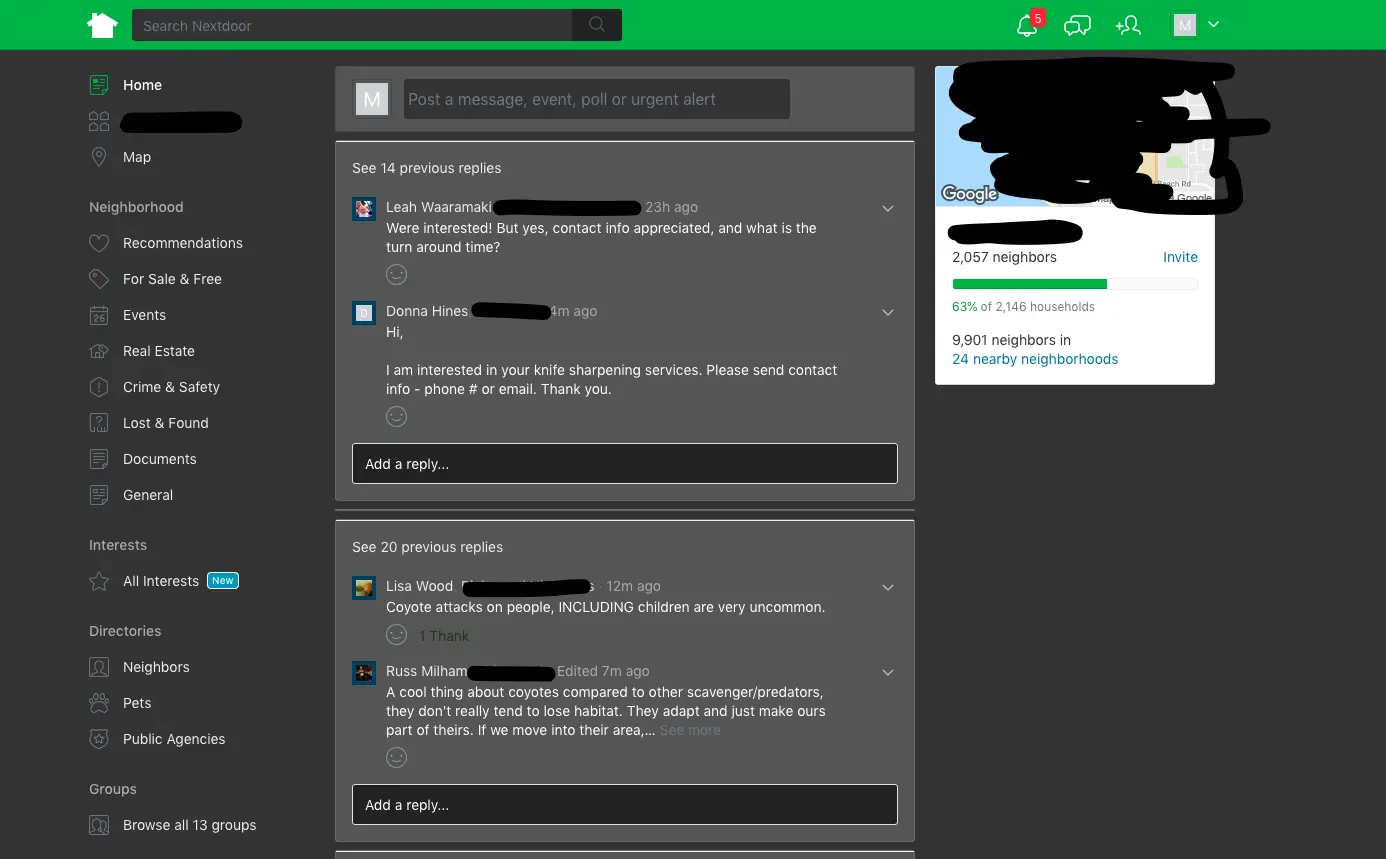 Search Nextdoor
5
M
Home
Map
Neighborhood
Recommendations
For Sale & Free
26
Events
Real Estate
Crime & Safety
Lost & Found
Documents
General
Interests
All Interests New
Directories
Neighbors
Pets
Public Agencies
Groups
Browse all 13 groups
M
Post a message, event, poll or urgent alert
See 14 previous replies
Leah Waaramaki 23h ago
Were interested! But yes, contact info appreciated, and what is the
turn around time?
D
Donna Hines 4m ago
Hi,
I am interested in your knife sharpening services. Please send contact
info - phone # or email. Thank you.
Add a reply...
See 20 previous replies
Lisa Wood, · 12m ago
Coyote attacks on people, INCLUDING children are very uncommon.
1 Thank
Russ Milham Edited 7m ago
A cool thing about coyotes compared to other scavenger/predators,
they don't really tend to lose habitat. They adapt and just make ours
part of theirs. If we move into their area,... See more
Add a reply...
Rd
Google
Google
2,057 neighbors Invite
63% of 2,146 households
9,901 neighbors in
24 nearby neighborhoods